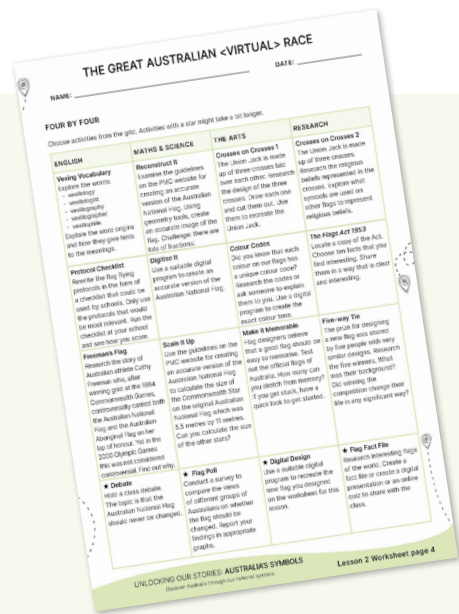 THE GREAT AUSTRALIAN <VIRTUAL> RACE
NAME:
DATE:
FOUR BY FOUR
Choose activities from the grid. Activities with a star might take a bit longer.
ENGLISH
MATHS & SCIENCE
THE ARTS
RESEARCH
Vexing Vocabulary
Explore the words:
- vexillology
- vexillologist
- vexillography
- vexillographer
- vexillophile
Explore the word origins
and how they give hints
to the meanings.
Reconstruct It
Examine the guidelines
on the PMC website for
creating an accurate
version of the Australian
National Flag. Using
geometry tools, create
an accurate image of the
flag. Challenge: there are
lots of fractions!
Crosses on Crosses 1
The Union Jack is made
up of three crosses laid
over each other. Research
the design of the three
crosses. Draw each one
and cut them out. Use
them to recreate the
Union Jack.
Crosses on Crosses 2
The Union Jack is made
up of three crosses.
Research the religious
beliefs represented in the
crosses. Explore what
symbols are used on
other flags to represent
religious beliefs.
Protocol Checklist
Rewrite the flag flying
protocols in the form of
a checklist that could be
used by schools. Only use
the protocols that would
be most relevant. Run the
checklist at your school
and see how you score.
Digitise It
Use a suitable digital
program to create an
accurate version of the
Australian National Flag.
Colour Codes
Did you know that each
colour on our flags has
a unique colour code?
Research the codes or
ask someone to explain
them to you. Use a digital
program to create the
exact colour tone.
The Flags Act 1953
Locate a copy of the Act.
Choose ten facts that you
find interesting. Share
them in a way that is clear
and interesting.
Fineman's Flag
Research the story of
Australian athlete Cathy
Freeman who, after
winning gold at the 1994
Commonwealth Games,
controversially carried both
the Australian National
Flag and the Australian
Aboriginal Flag on her
lap of honour. Yet in the
2000 Olympic Games
this was not considered
controversial. Find out why.
Scale It Up
Use the guidelines on the
PMC website for creating
an accurate version of the
Australian National Flag
to calculate the size of
the Commonwealth Star
on the original Australian
National Flag which was
5.5 metres by 11 metres.
Can you calculate the size
of the other stars?
Make it Memorable
Flag designers believe
that a good flag should be
easy to memorise. Test
out the official flags of
Australia. How many can
you sketch from memory?
If you get stuck, have a
quick look to get started.
Five-way Tie
The prize for designing
a new flag was shared
by five people with very
similar designs. Research
the five winners. What
was their background?
Did winning the
competition change their
life in any significant way?
★ Debate
Hold a class debate.
The topic is that the
Australian National Flag
should never be changed.
★ Flag Poll
Conduct a survey to
compare the views
of different groups of
Australians on whether
the flag should be
changed. Report your
findings in appropriate
graphs.
★ Digital Design
Use a suitable digital
program to recreate the
new flag you designed
on the worksheet for this
lesson.
★ Flag Fact File
Research interesting flags
of the world. Create a
fact file or create a digital
presentation or an online
quiz to share with the
class.
UNLOCKING OUR STORIES: AUSTRALIA'S SYMBOLS
Discover Australia through our national symbols
Lesson 2 Worksheet page 4